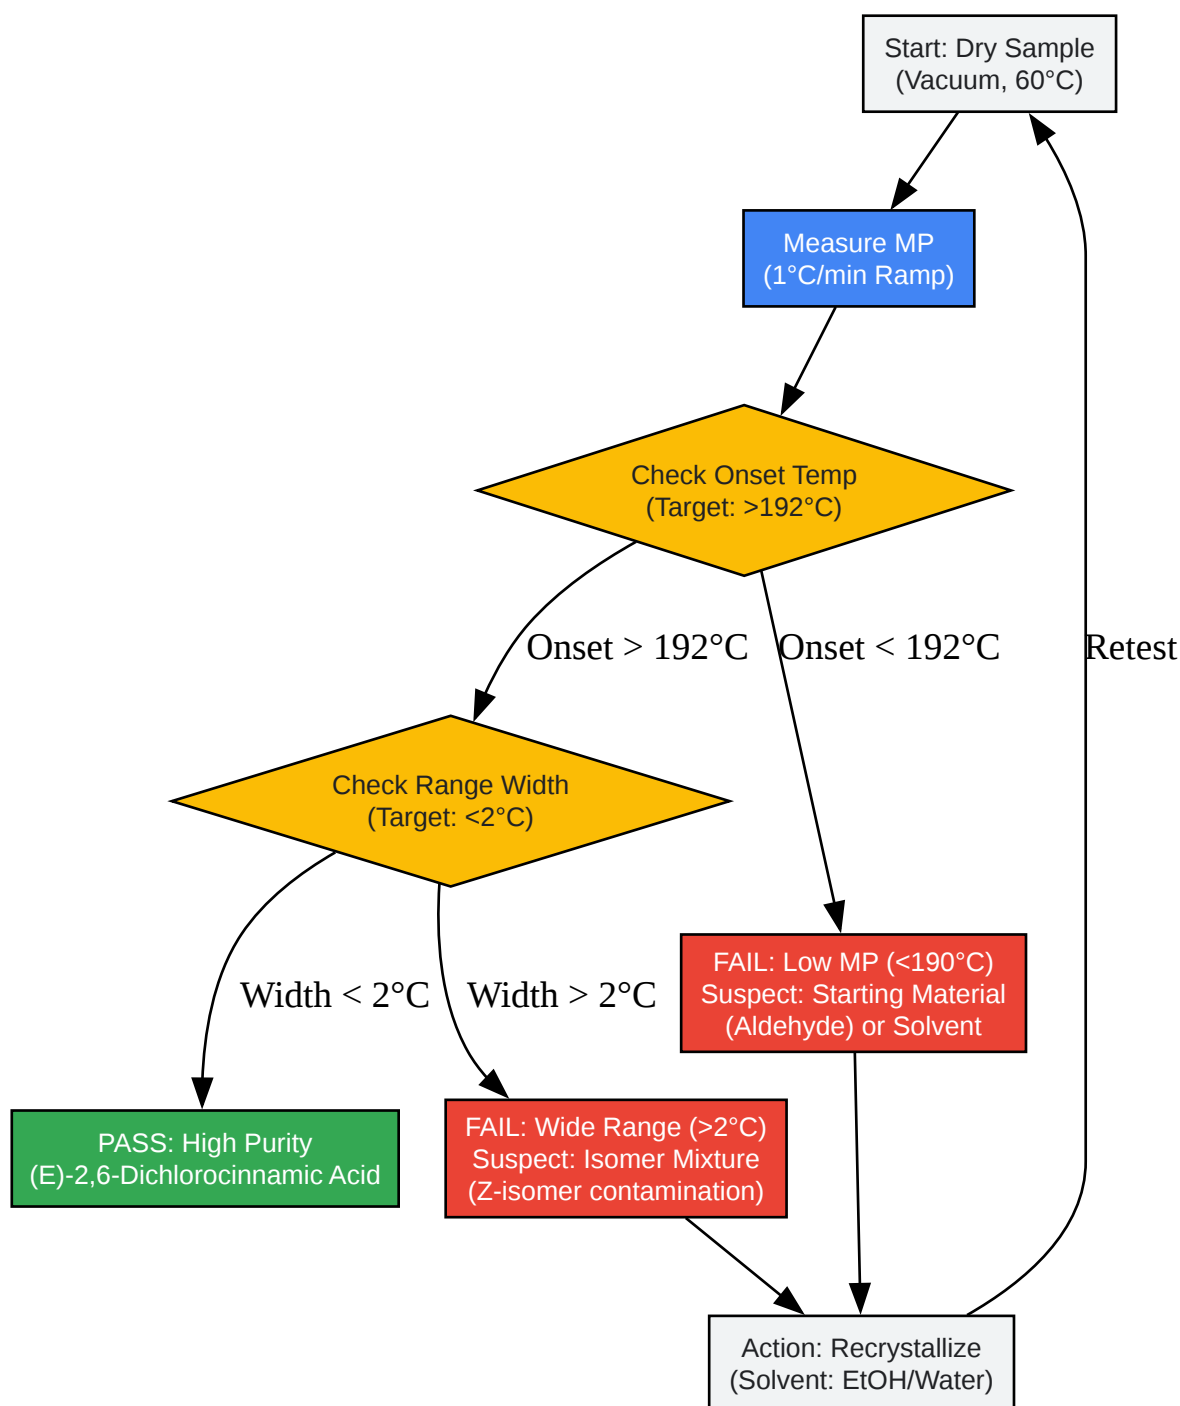 Start: Dry Sample
(Vacuum, 60°C)
Measure MP
(1°C/min Ramp)
Check Onset Temp
(Target: >192°C)
Onset > 192°C
Onset < 192°C
Retest
Check Range Width
(Target: <2°C)
Width < 2°C
Width > 2°C
FAIL: Low MP (<190°C)
Suspect: Starting Material
(Aldehyde) or Solvent
PASS: High Purity
(E)-2,6-Dichlorocinnamic Acid
FAIL: Wide Range (>2°C)
Suspect: Isomer Mixture
(Z-isomer contamination)
Action: Recrystallize
(Solvent: EtOH/Water)